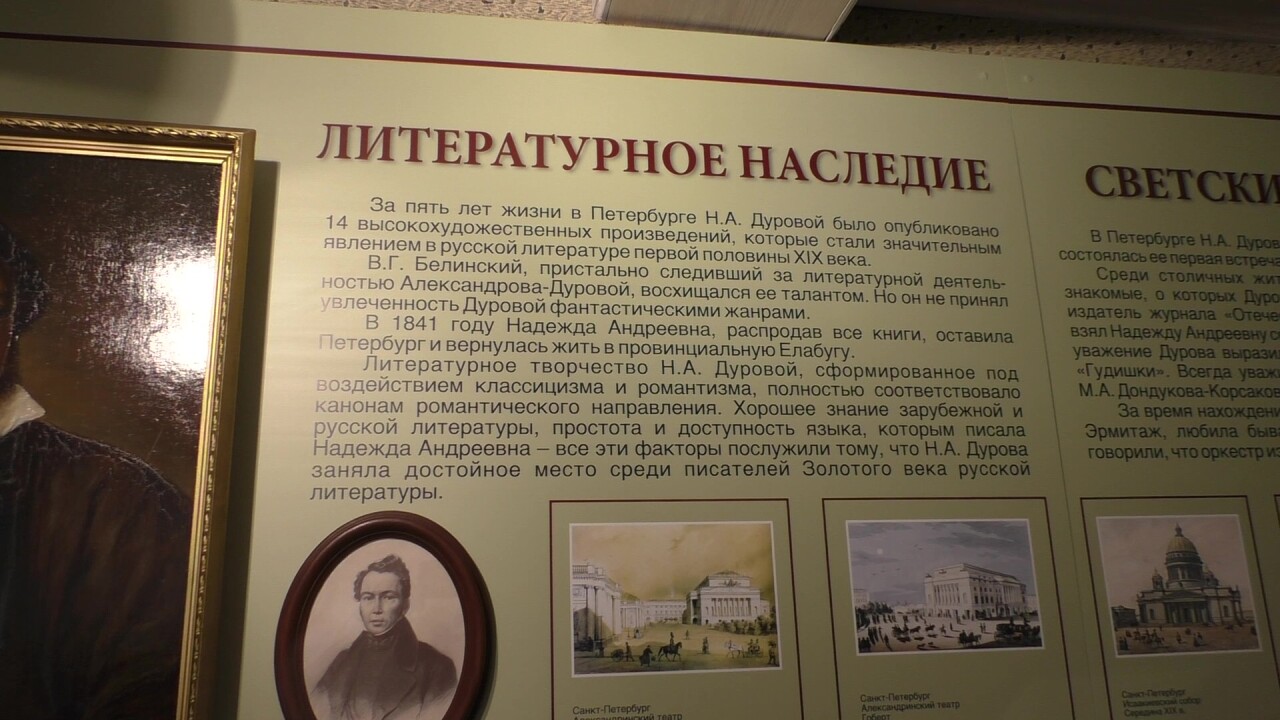 ЛИТЕРАТУРНОЕ НАСЛЕДИЕ
За пять лет жизни в Петербурге Н.А. Дуровой было опубликовано
14 высокохудожественных произведений, которые стали значительным
явлением в русской литературе первой половины XIX века.
В.Г. Белинский, пристально следивший за литературной деятель-
ностью Александрова-Дуровой, восхищался ее талантом. Но он не принял
увлеченность Дуровой фантастическими жанрами.
В 1841 году Надежда Андреевна, распродав все книги, оставила
Петербург и вернулась жить в провинциальную Елабугу.
Литературное творчество Н.А. Дуровой, сформированное под
воздействием классицизма и романтизма, полностью соответствовало
канонам романтического направления. Хорошее знание зарубежной и
русской литературы, простота и доступность языка, которым писала
Надежда Андреевна – все эти факторы послужили тому, что Н.А. Дурова
заняла достойное место среди писателей Золотого века русской
литературы.
Санкт-Петербург
Александринский театр
Санкт-Петербург
Александринский театр
Гоберт
СВЕТСКИ
В Петербурге Н.А. Дуров
состоялась ее первая встреча
Среди столичных жит
знакомые, о которых Дуро
издатель журнала «Отече
взял Надежду Андреевну с
уважение Дурова вырази
«Гудишки». Всегда уваж
М.А. Дондукова-Корсаков
За время нахождени
Эрмитаж, любила быва
говорили, что оркестр из
Санкт-Петербург
Исаакиевский собор
Середина XIX в.